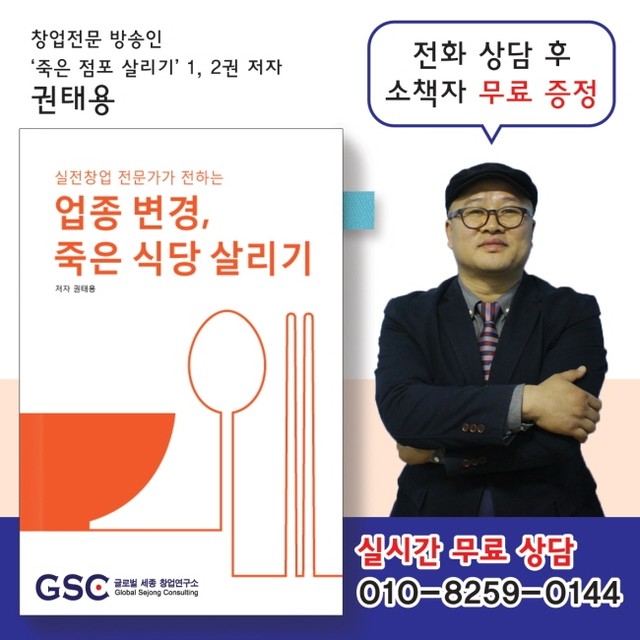 창업전문 방송인
‘죽은 점포 살리기’ 1, 2권 저자
권태용
전화 상담 후
소책자 무료 증정
실전창업 전문가가 전하는
업종 변경,
죽은 식당 살리기
저자 권태용
GSC 글로벌 세종 창업연구소
Global Sejong Consulting
실시간 무료 상담
010-8259-0144